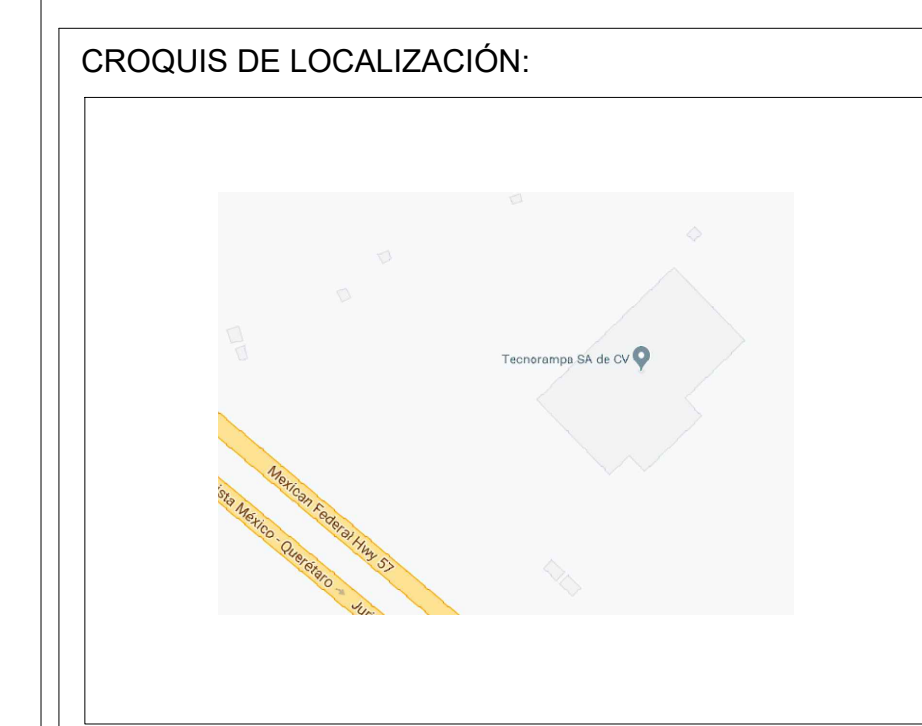 CROQUIS DE LOCALIZACIÓN:
Tecnorampa SA de CV
Mexican Federal Hwy 57
ista México - Querétaro